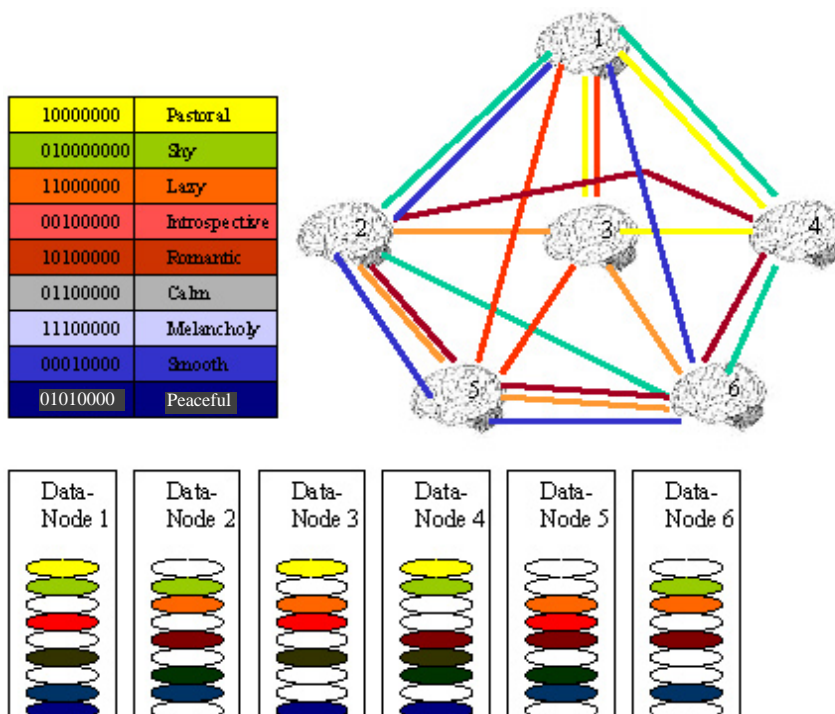 1
10000000 Pastoral
010000000 Shy
11000000 Lazy
00100000 Introspective
10100000 Romantic
01100000 Calm
11100000 Melancholy
00010000 Smooth
01010000 Peaceful
2
3
4
5
6
Data-
Node 1
Data-
Node 2
Data-
Node 3
Data-
Node 4
Data-
Node 5
Data-
Node 6